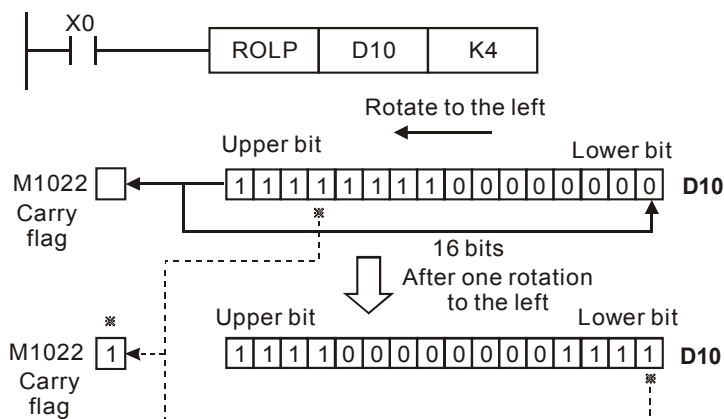 X0
ROLP D10 K4
Rotate to the left
Upper bit Lower bit
M1022 1 1 1 1 1 1 1 1 0 0 0 0 0 0 0 0 D10
Carry
flag
※
16 bits
After one rotation
to the left
※ Upper bit Lower bit
M1022 1 1 1 1 1 0 0 0 0 0 0 0 0 1 1 1 1 D10
Carry
flag
※